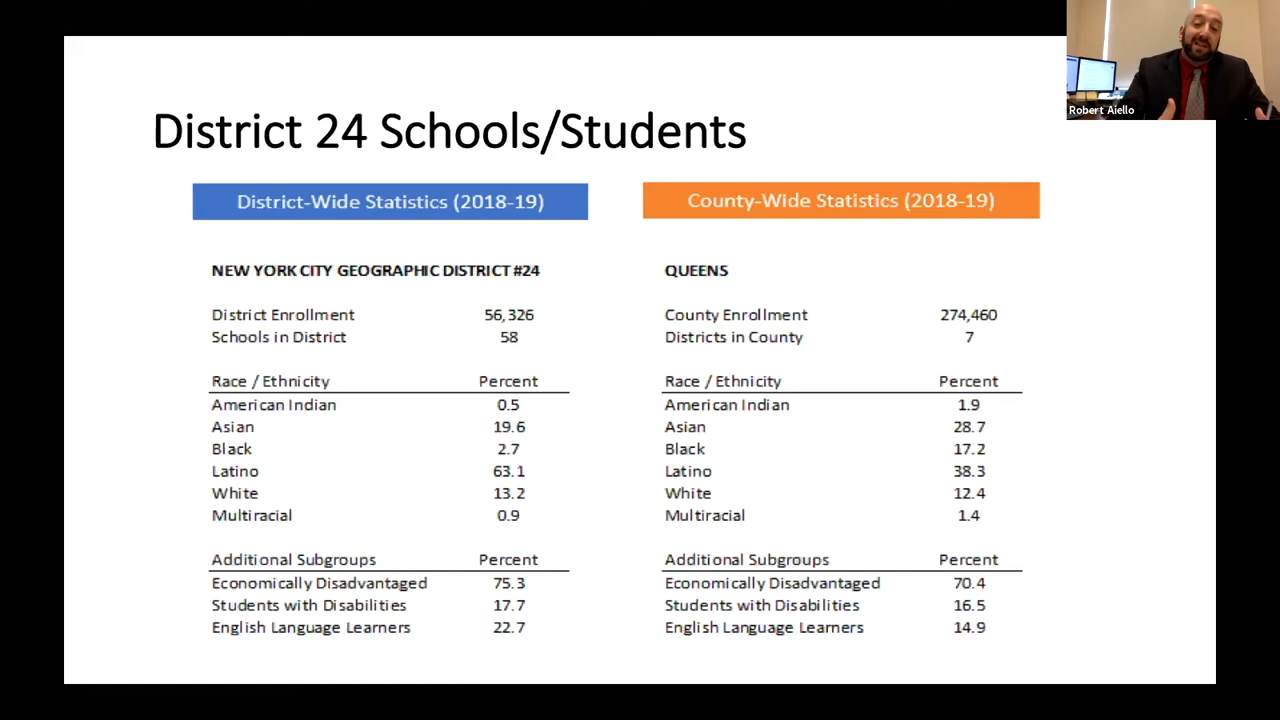 Robert Aiello
District 24 Schools/Students
District-Wide Statistics (2018-19)
NEW YORK CITY GEOGRAPHIC DISTRICT #24
District Enrollment 56,326
Schools in District 58
Race / Ethnicity Percent
American Indian 0.5
Asian 19.6
Black 2.7
Latino 63.1
White 13.2
Multiracial 0.9
Additional Subgroups Percent
Economically Disadvantaged 75.3
Students with Disabilities 17.7
English Language Learners 22.7
County-Wide Statistics (2018-19)
QUEENS
County Enrollment 274,460
Districts in County 7
Race / Ethnicity Percent
American Indian 1.9
Asian 28.7
Black 17.2
Latino 38.3
White 12.4
Multiracial 1.4
Additional Subgroups Percent
Economically Disadvantaged 70.4
Students with Disabilities 16.5
English Language Learners 14.9